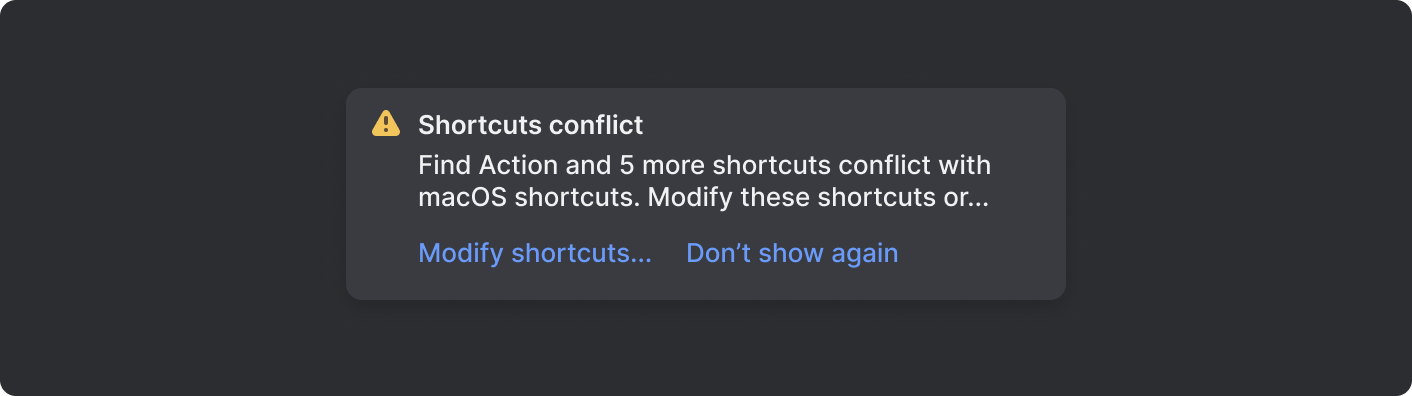 Shortcuts conflict
Find Action and 5 more shortcuts conflict with
macOS shortcuts. Modify these shortcuts or...
Modify shortcuts... Don’t show again